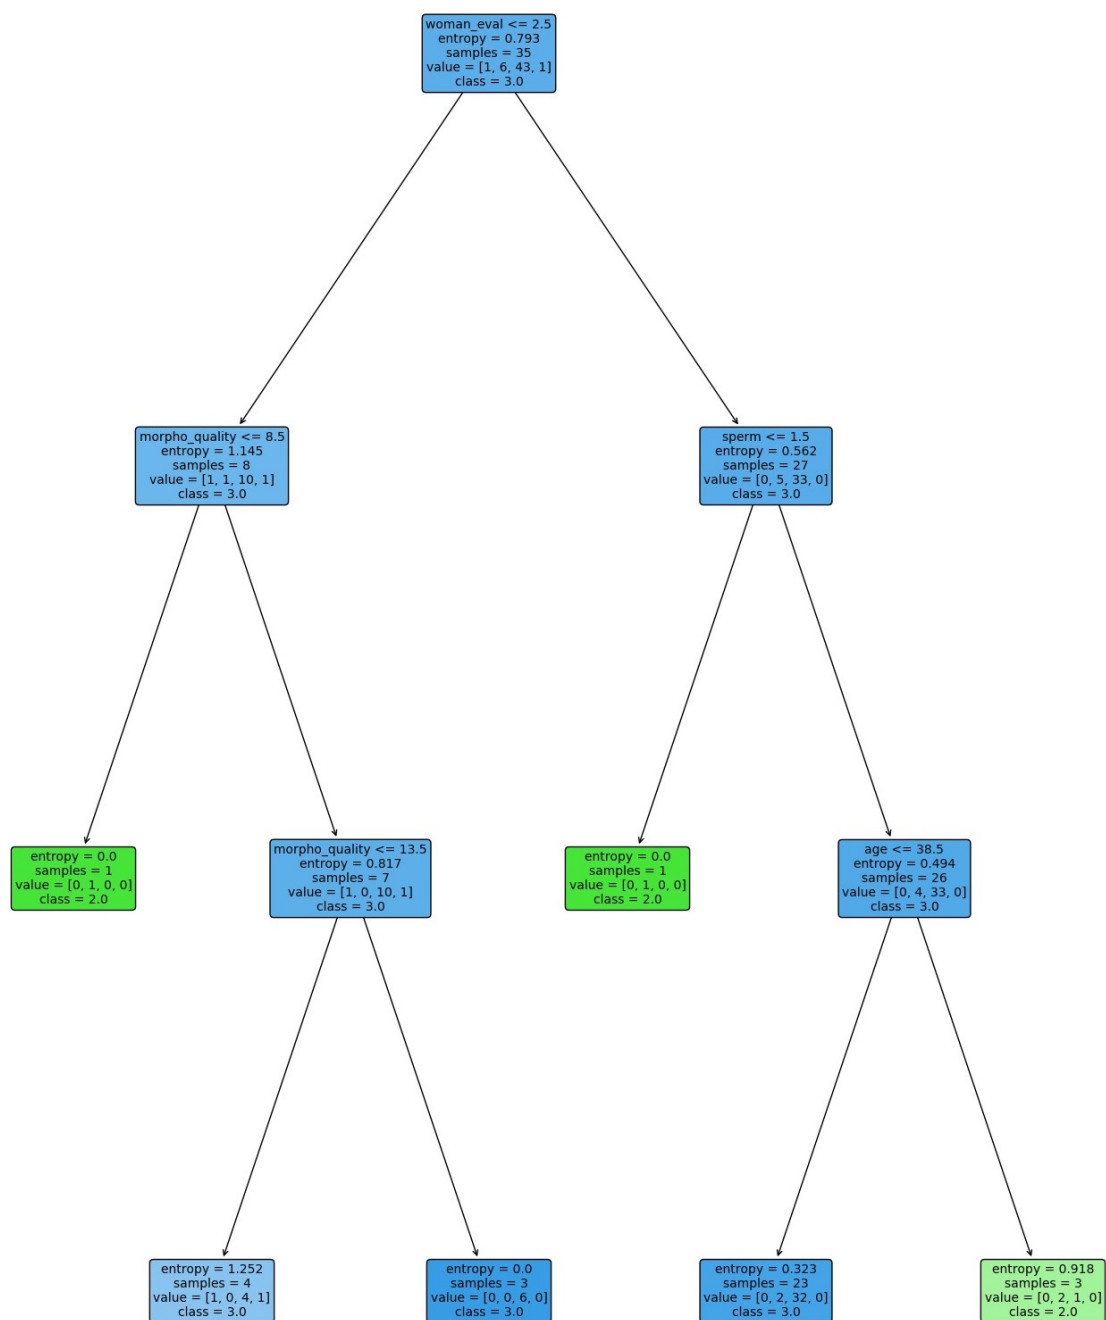 woman_eval <= 2.5
entropy = 0.793
samples = 35
value = [1, 6, 43, 1]
class = 3.0
morpho_quality <= 8.5
entropy = 1.145
samples = 8
value = [1, 1, 10, 1]
class = 3.0
sperm <= 1.5
entropy = 0.562
samples = 27
value = [0, 5, 33, 0]
class = 3.0
entropy = 0.0
samples = 1
value = [0, 1, 0, 0]
class = 2.0
morpho_quality <= 13.5
entropy = 0.817
samples = 7
value = [1, 0, 10, 1]
class = 3.0
entropy = 0.0
samples = 1
value = [0, 1, 0, 0]
class = 2.0
age <= 38.5
entropy = 0.494
samples = 26
value = [0, 4, 33, 0]
class = 3.0
entropy = 1.252
samples = 4
value = [1, 0, 4, 1]
class = 3.0
entropy = 0.0
samples = 3
value = [0, 0, 6, 0]
class = 3.0
entropy = 0.323
samples = 23
value = [0, 2, 32, 0]
class = 3.0
entropy = 0.918
samples = 3
value = [0, 2, 1, 0]
class = 2.0